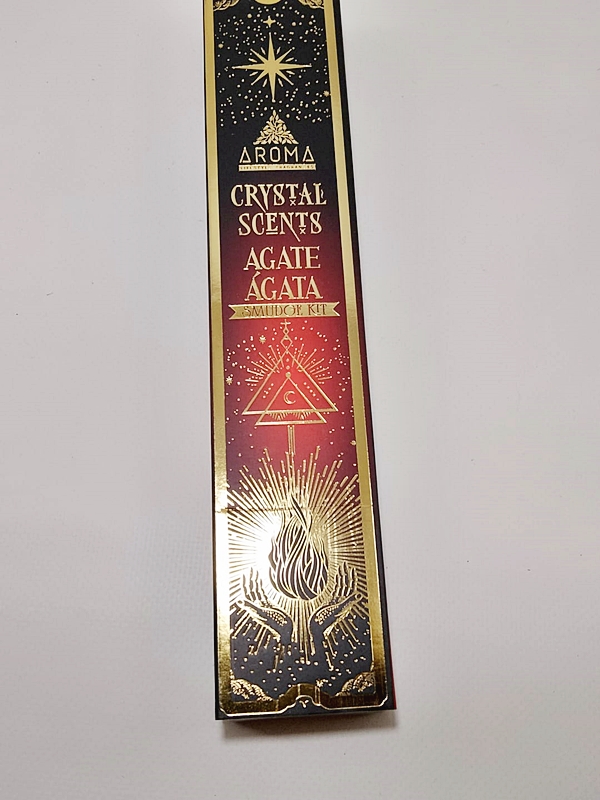 AROMA
CRYSTAL
SCENTS
AGATE
ÁGATA
SMUDGE KIT